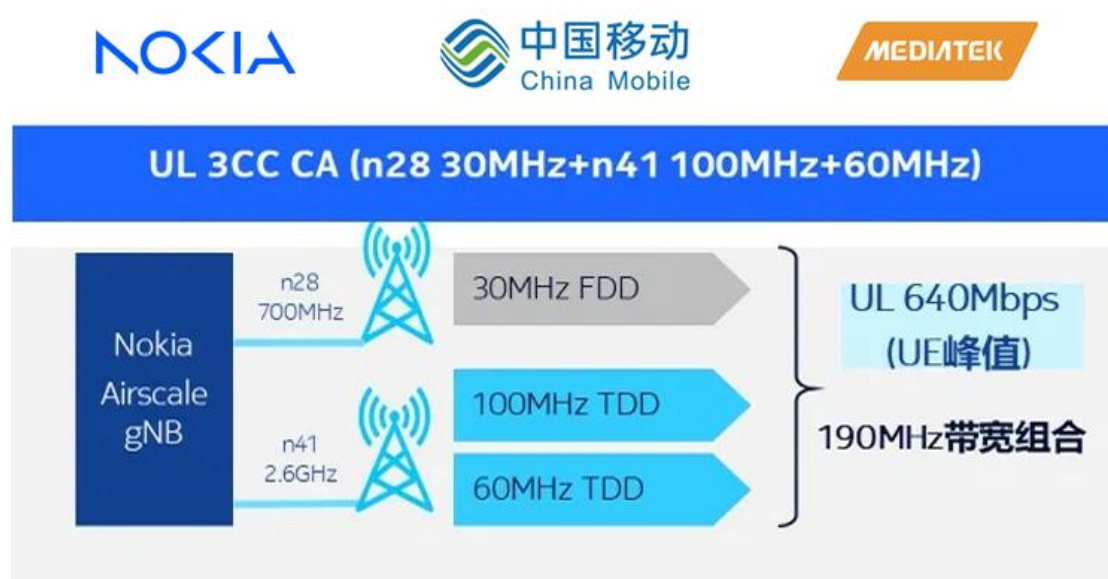 NOKIA
中国移动
China Mobile
MEDIATEK
UL 3CC CA (n28 30MHz+n41 100MHz+60MHz)
Nokia
Airscale
gNB
n28
700MHz
30MHz FDD
n41
2.6GHz
100MHz TDD
60MHz TDD
UL 640Mbps
(UE峰值)
190MHz带宽组合